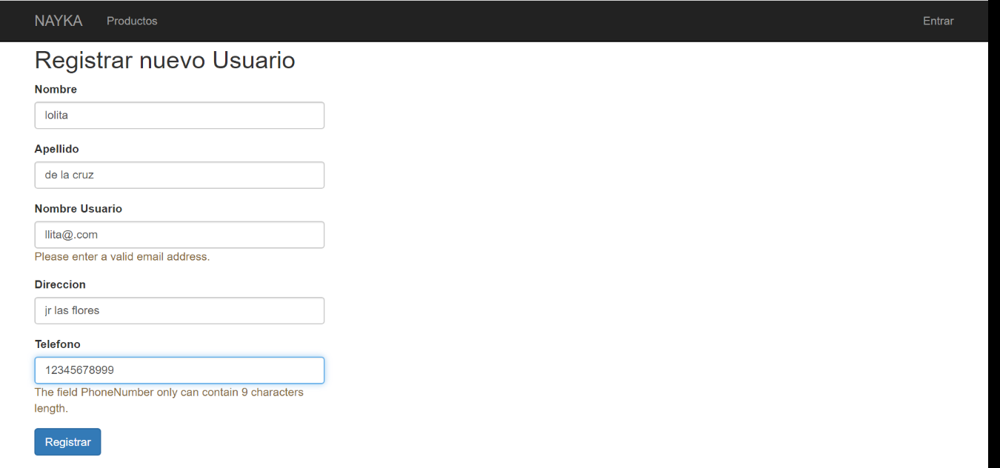 NAYKA Productos Entrar
Registrar nuevo Usuario
Nombre
lolita
Apellido
de la cruz
Nombre Usuario
llita@.com
Please enter a valid email address.
Direccion
jr las flores
Telefono
12345678999
The field PhoneNumber only can contain 9 characters
length.
Registrar